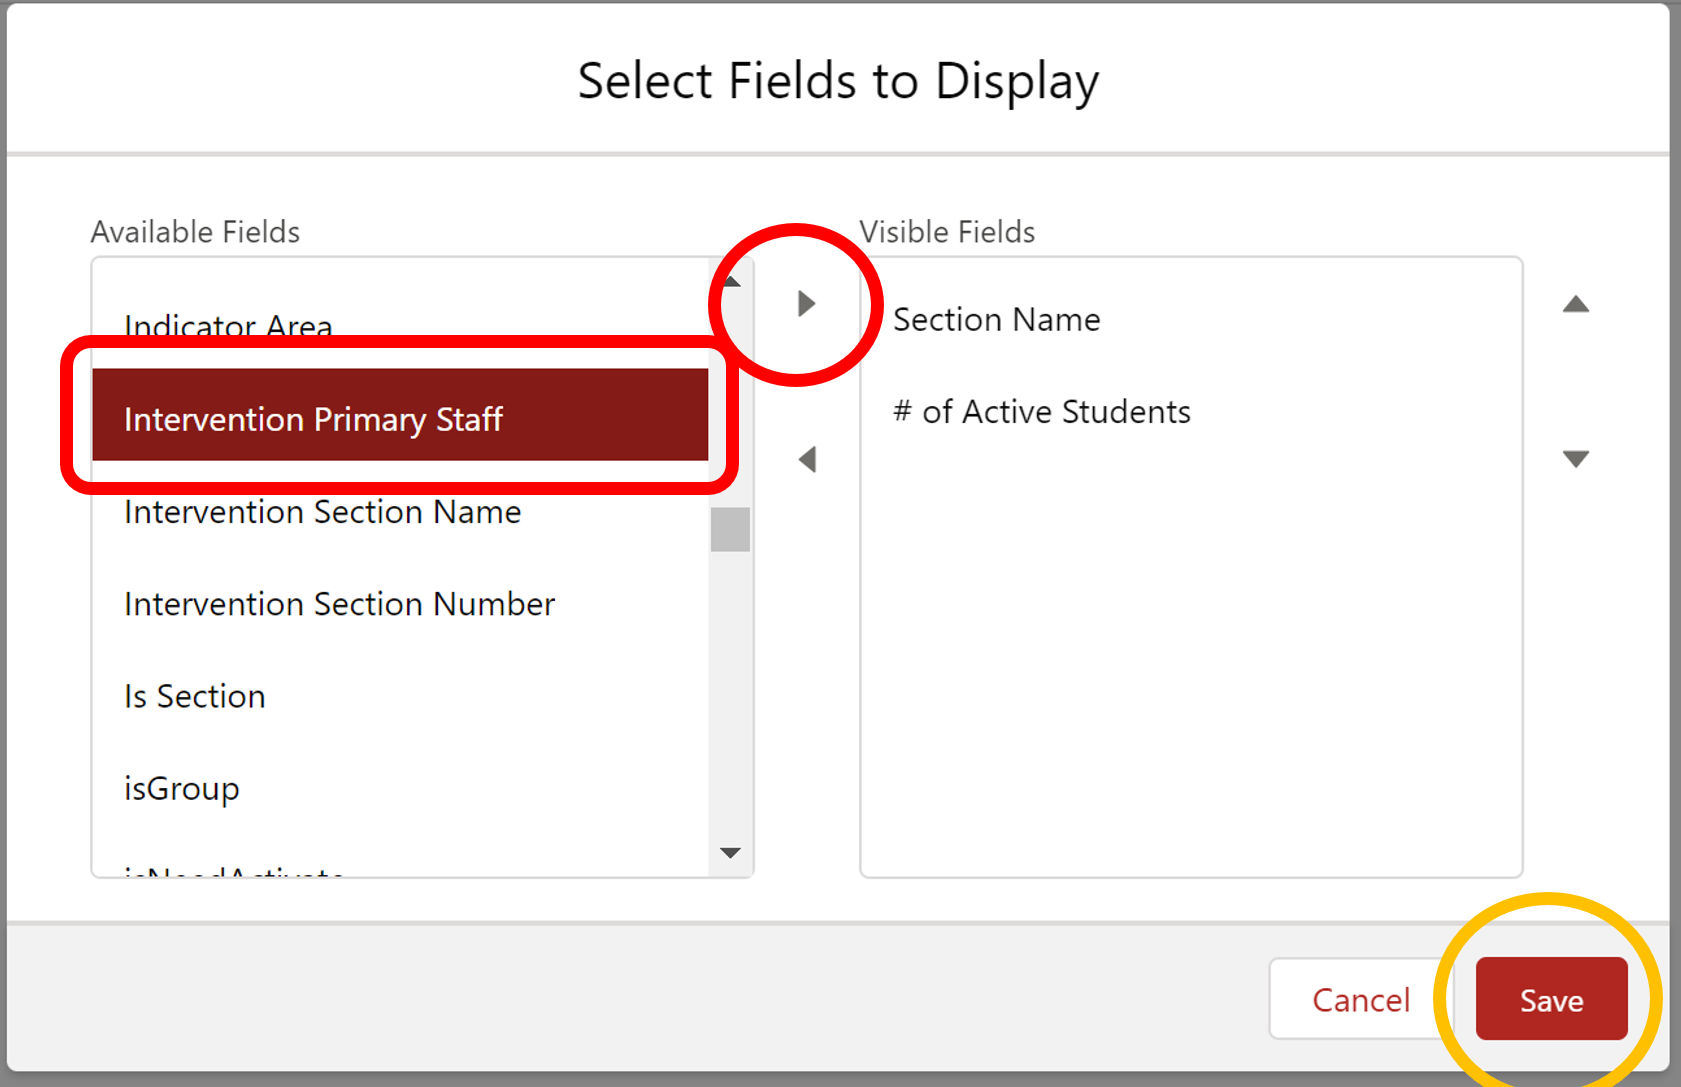 Select Fields to Display
Available Fields
Indicator Area
Intervention Primary Staff
Intervention Section Name
Intervention Section Number
Is Section
isGroup
isNeedActivate
Visible Fields
Section Name
# of Active Students
Cancel
Save